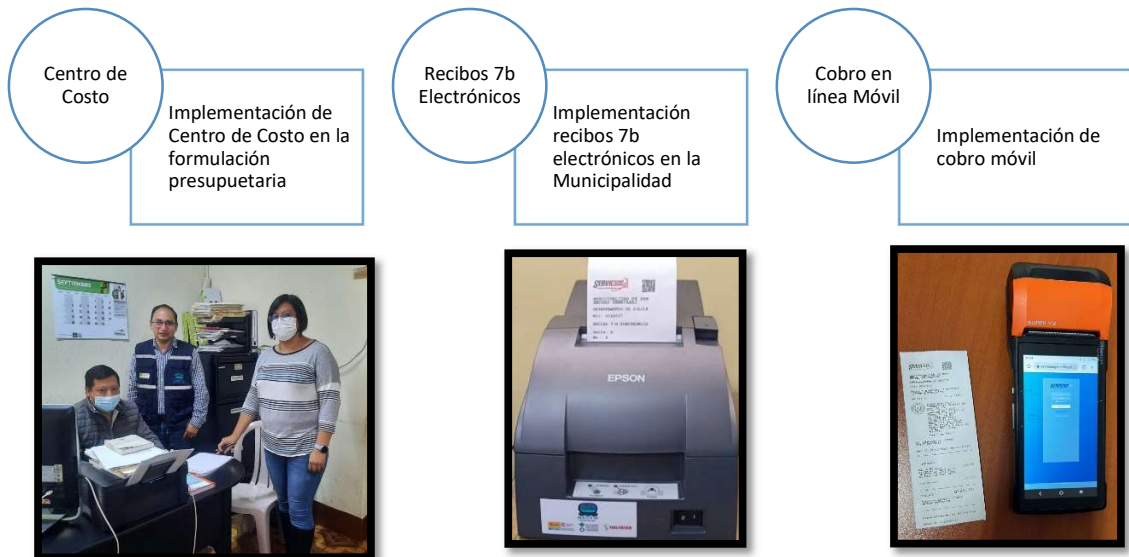 Centro de
Costo
Implementación de
Centro de Costo en la
formulación
presupuetaria
Recibos 7b
Electrónicos
Implementación
recibos 7b
electrónicos en la
Municipalidad
Cobro en
línea Móvil
Implementación de
cobro móvil
SEPTIEMBRE
SERVICIOS
EPSON